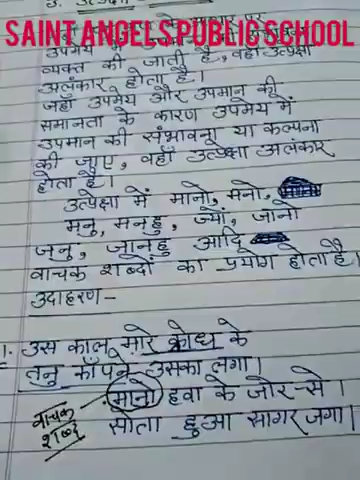 SAINT ANGELS PUBLIC SCHOOL
उपमेय
व्यक्त की जाती है, वहाँ उत्प्रेक्षा
अलंकार होता है।
जहाँ उपमेय और उपमान की
समानता के कारण उपमेय में
उपमान की संभावना या कल्पना
की जाए, वहाँ उत्प्रेक्षा अलंकार
होता है।
उत्प्रेक्षा में मानो, मनो,
मनु, मनहु, ज्यों, जानो
जनु, जानहु आदि
वाचक शब्दों का प्रयोग होता है।
उदाहरण-
1. उस काल मारे क्रोध के
तनु काँपने उसका लगा।
मानो हवा के जोर-से।
सोता हुआ सागर जगा।
वाचक
शब्द